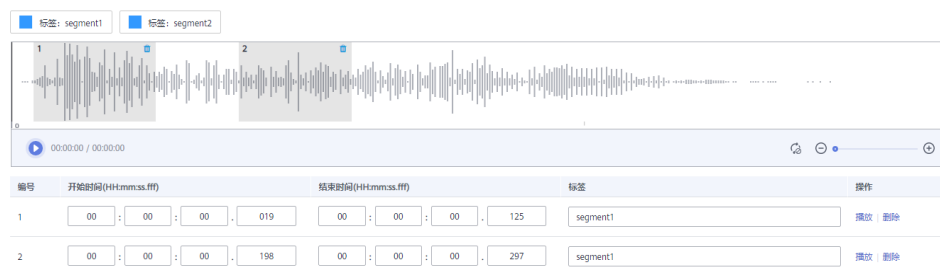 标签：segment1 标签：segment2
1 2
0
00:00:00 / 00:00:00
编号 开始时间(HH:mm:ss.fff) 结束时间(HH:mm:ss.fff) 标签 操作
1 00 : 00 : 00 . 019 00 : 00 : 00 . 125 segment1 播放 | 删除
2 00 : 00 : 00 . 198 00 : 00 : 00 . 297 segment1 播放 | 删除